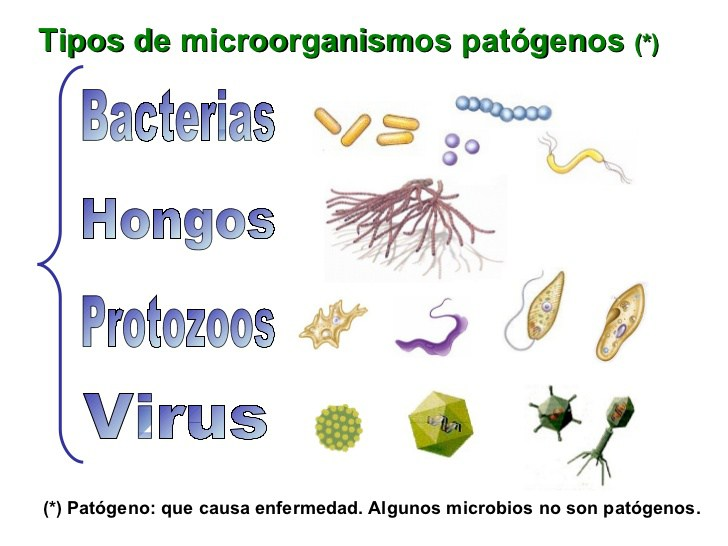 Tipos de microorganismos patógenos (*)
Bacterias
Hongos
Protozoos
Virus
(*) Patógeno: que causa enfermedad. Algunos microbios no son patógenos.